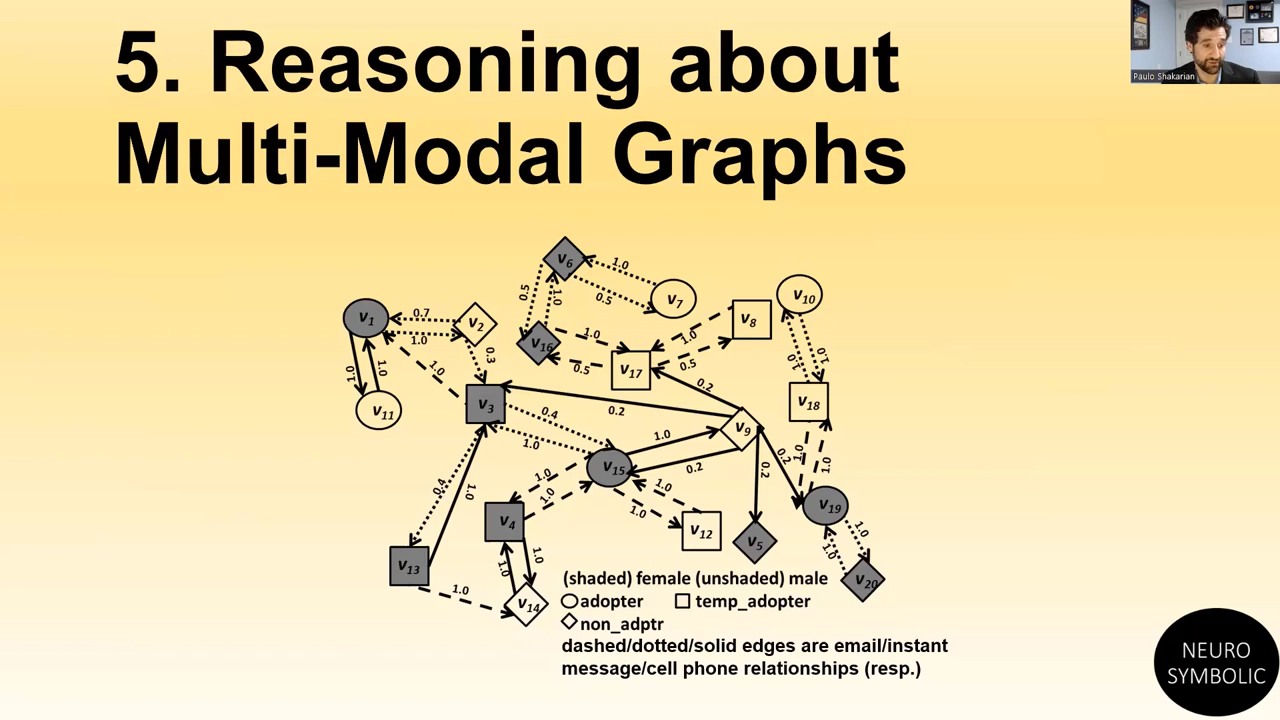 5. Reasoning about
Multi-Modal Graphs
Paulo Shakarian
v6
1.0
0.5
1.0
0.5
v7
v10
v1
0.7
v2
1.0
v16
1.0
1.0
v8
0.5
0.5
v17
1.0
1.0
1.0
1.0
1.0
0.3
v11
v3
0.2
0.2
v18
0.4
1.0
v9
1.0
0.2
v15
0.2
0.2
1.0
1.0
0.4
1.0
1.0
1.0
1.0
1.0
v4
v12
v5
v19
1.0
1.0
v13
1.0
1.0
v14
1.0
v20
(shaded) female (unshaded) male
adopter temp_adopter
non_adptr
dashed/dotted/solid edges are email/instant
message/cell phone relationships (resp.)
NEURO
SYMBOLIC